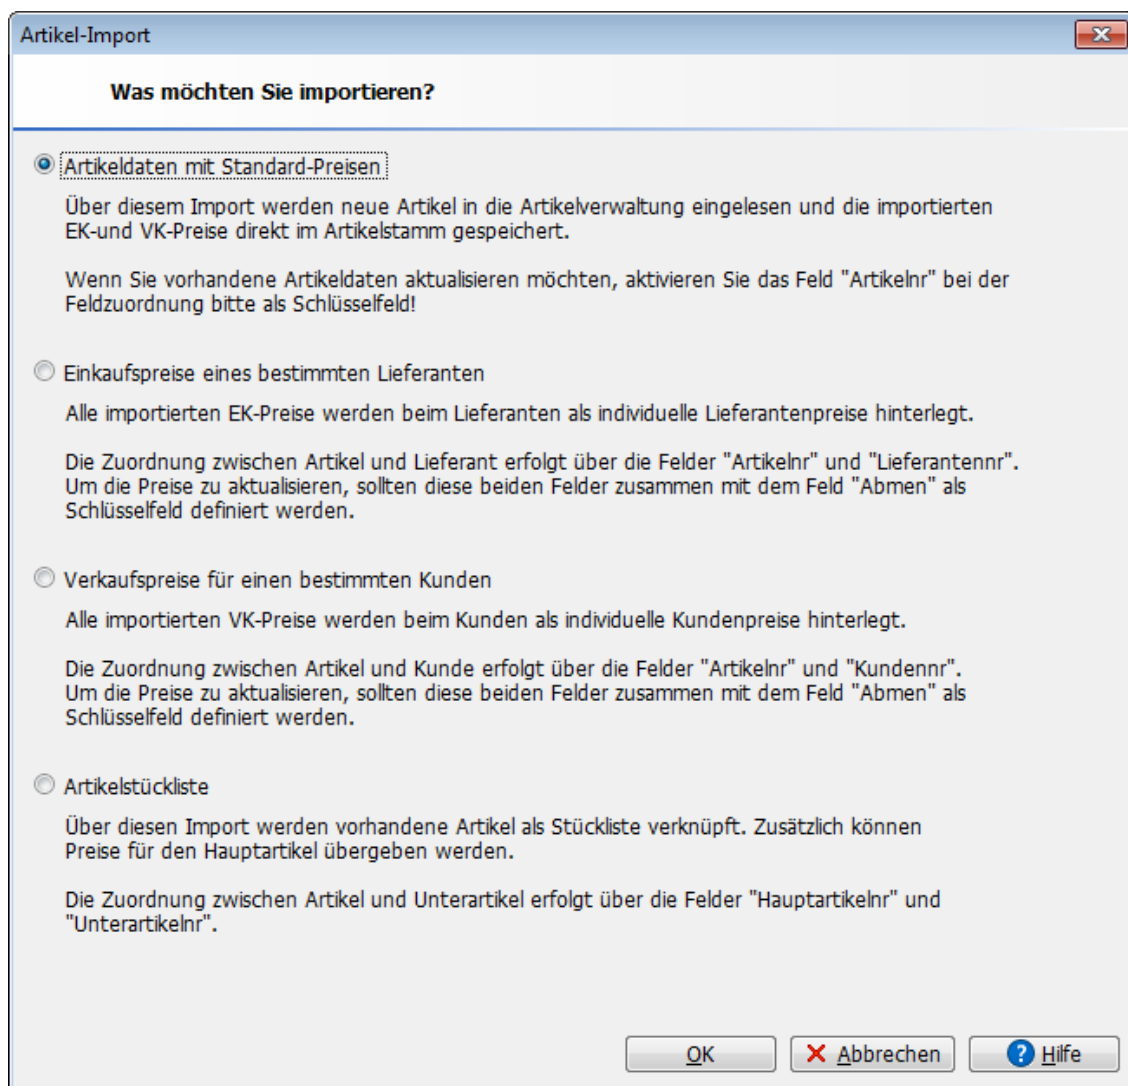 Artikel-Import
Was möchten Sie importieren?
Artikeldaten mit Standard-Preisen
Über diesem Import werden neue Artikel in die Artikelverwaltung eingelesen und die importierten
EK-und VK-Preise direkt im Artikelstamm gespeichert.
Wenn Sie vorhandene Artikeldaten aktualisieren möchten, aktivieren Sie das Feld "Artikelnr" bei der
Feldzuordnung bitte als Schlüsselfeld!
Einkaufspreise eines bestimmten Lieferanten
Alle importierten EK-Preise werden beim Lieferanten als individuelle Lieferantenpreise hinterlegt.
Die Zuordnung zwischen Artikel und Lieferant erfolgt über die Felder "Artikelnr" und "Lieferantennr".
Um die Preise zu aktualisieren, sollten diese beiden Felder zusammen mit dem Feld "Abmen" als
Schlüsselfeld definiert werden.
Verkaufspreise für einen bestimmten Kunden
Alle importierten VK-Preise werden beim Kunden als individuelle Kundenpreise hinterlegt.
Die Zuordnung zwischen Artikel und Kunde erfolgt über die Felder "Artikelnr" und "Kundennr".
Um die Preise zu aktualisieren, sollten diese beiden Felder zusammen mit dem Feld "Abmen" als
Schlüsselfeld definiert werden.
Artikelstückliste
Über diesen Import werden vorhandene Artikel als Stückliste verknüpft. Zusätzlich können
Preise für den Hauptartikel übergeben werden.
Die Zuordnung zwischen Artikel und Unterartikel erfolgt über die Felder "Hauptartikelnr" und
"Unterartikelnr".
OK Abbrechen Hilfe